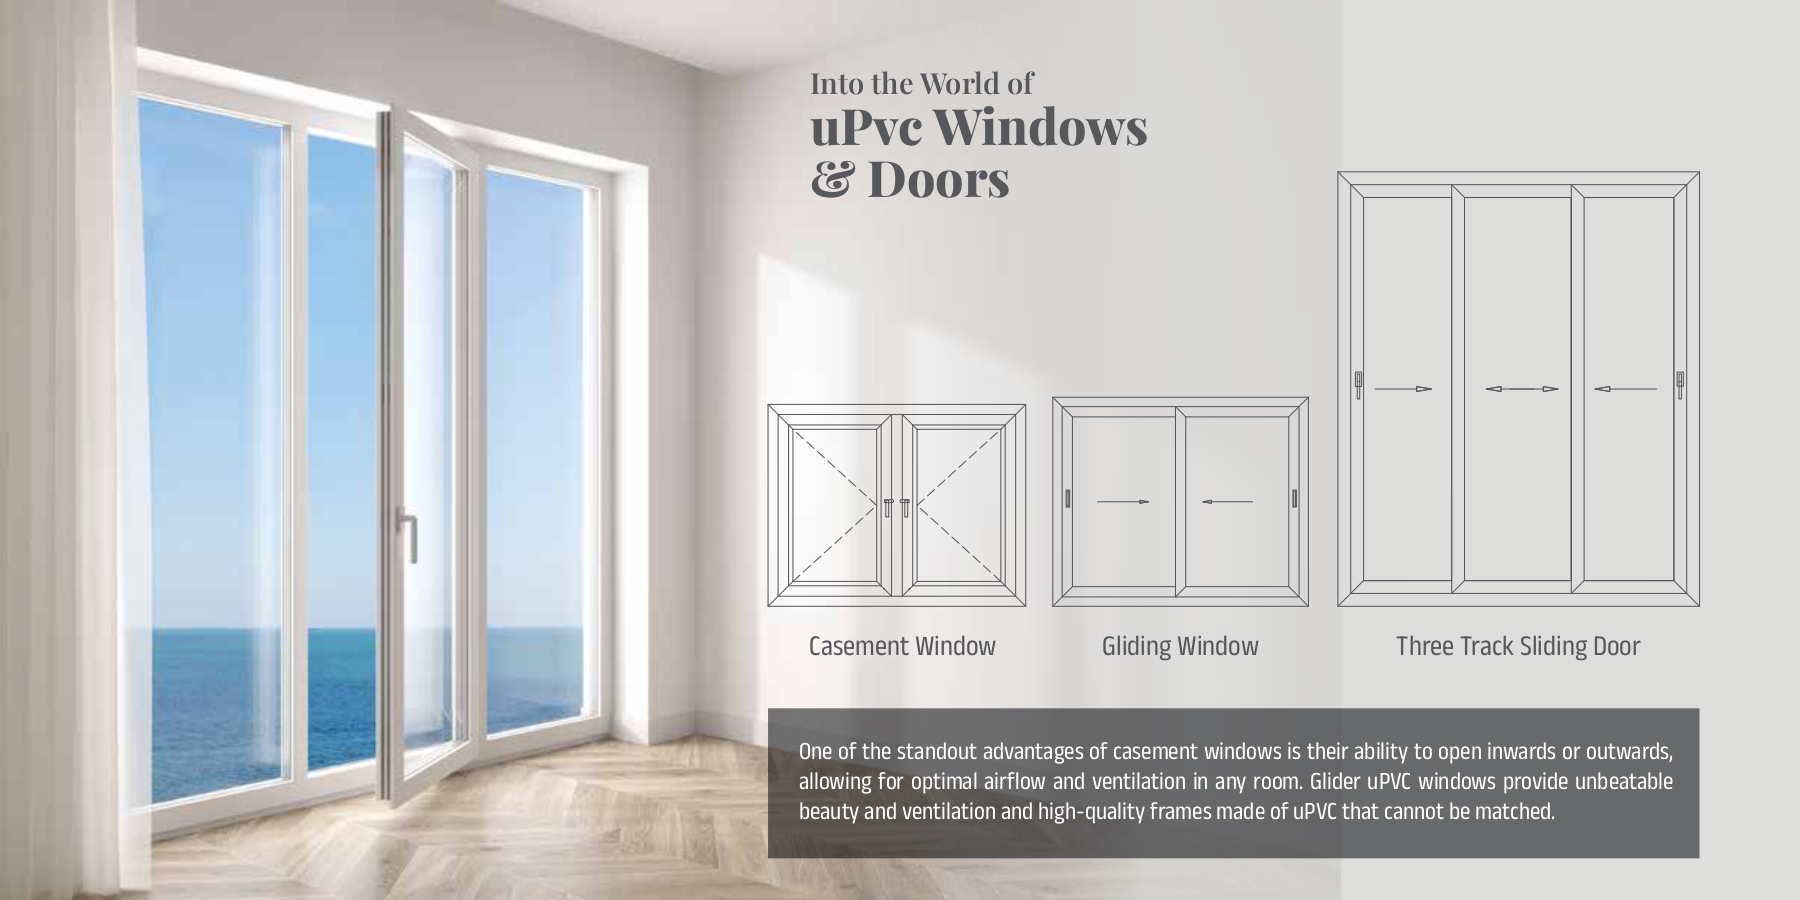 Into the World of
uPvc Windows
& Doors
Casement Window
Gliding Window
Three Track Sliding Door
One of the standout advantages of casement windows is their ability to open inwards or outwards,
allowing for optimal airflow and ventilation in any room. Glider uPVC windows provide unbeatable
beauty and ventilation and high-quality frames made of uPVC that cannot be matched.